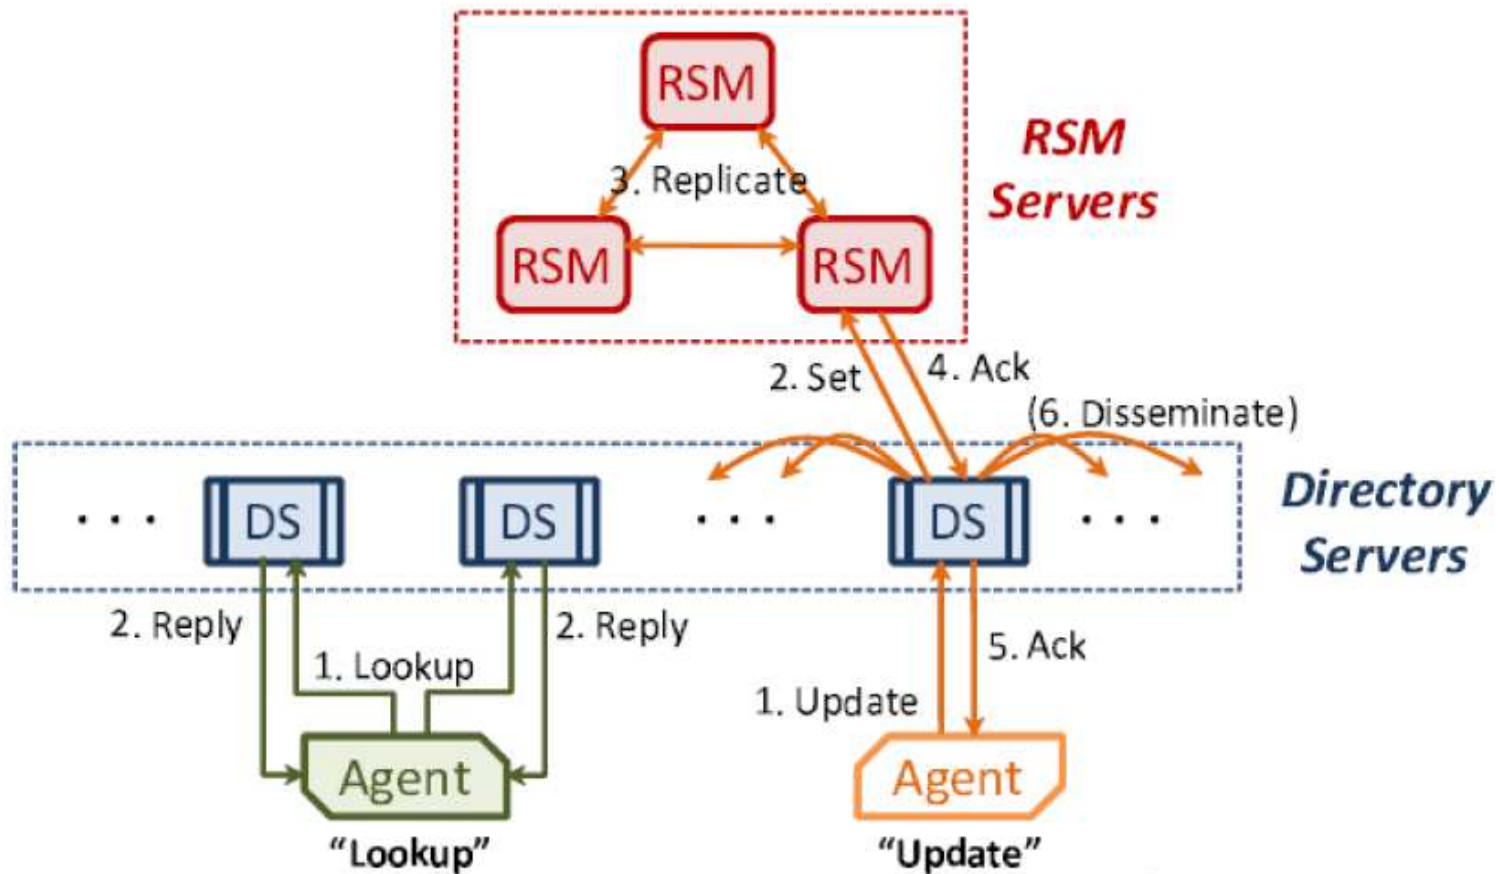 RSM
3. Replicate
RSM
RSM
RSM
Servers
2. Set
4. Ack
(6. Disseminate)
. . .
DS
DS
. . .
DS
. . .
Directory
Servers
2. Reply
1. Lookup
2. Reply
1. Update
5. Ack
Agent
Agent
“Lookup”
“Update”